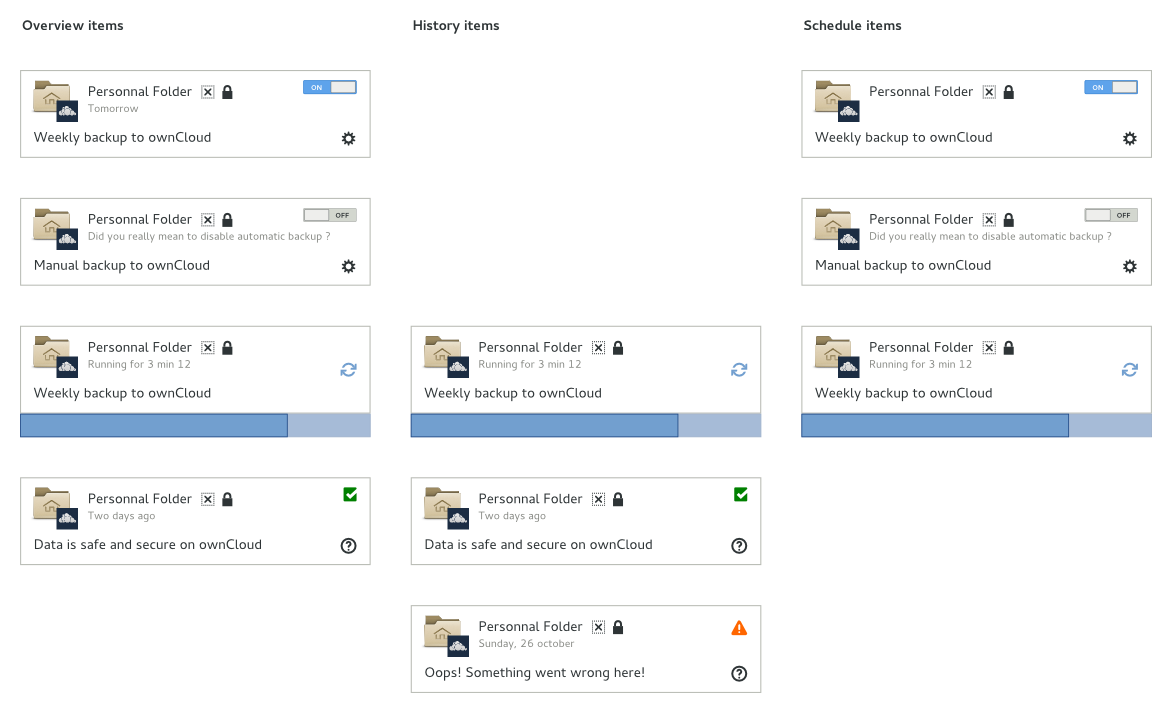 Overview items
History items
Schedule items
Personnal Folder
ON
Tomorrow
Weekly backup to ownCloud
Personnal Folder
ON
Weekly backup to ownCloud
Personnal Folder
OFF
Did you really mean to disable automatic backup ?
Manual backup to ownCloud
Personnal Folder
OFF
Did you really mean to disable automatic backup ?
Manual backup to ownCloud
Personnal Folder
Running for 3 min 12
Weekly backup to ownCloud
Personnal Folder
Running for 3 min 12
Weekly backup to ownCloud
Personnal Folder
Running for 3 min 12
Weekly backup to ownCloud
Personnal Folder
Two days ago
Data is safe and secure on ownCloud
Personnal Folder
Two days ago
Data is safe and secure on ownCloud
Personnal Folder
Sunday, 26 october
Oops! Something went wrong here!